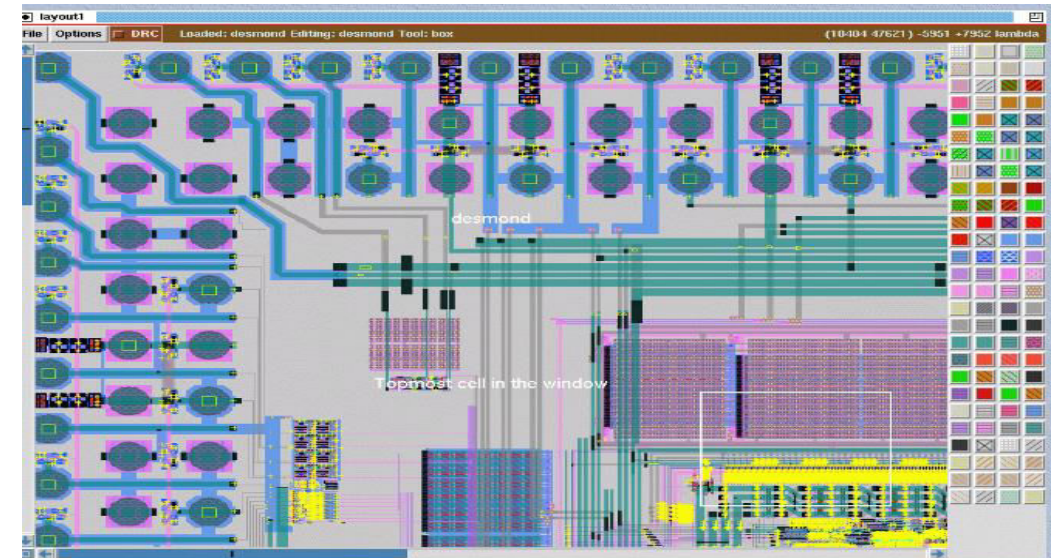 layout1
File Options DRC Loaded: desmond Editing: desmond Tool: box (10404 47621) -5951 +7952 lambda
desmond
Topmost cell in the window